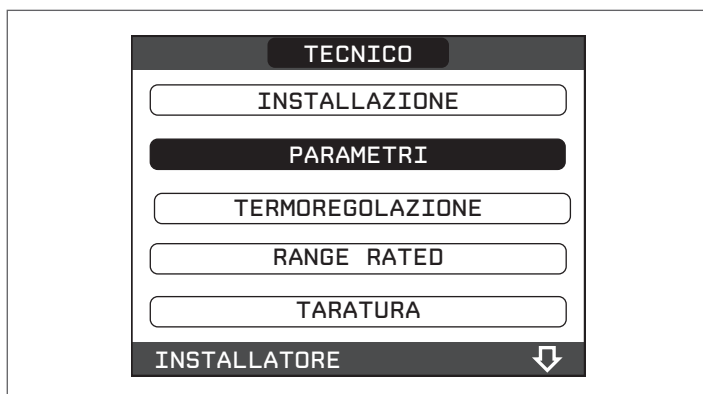 TECNICO
INSTALLAZIONE
PARAMETRI
TERMOREGOLAZIONE
RANGE RATED
TARATURA
INSTALLATORE